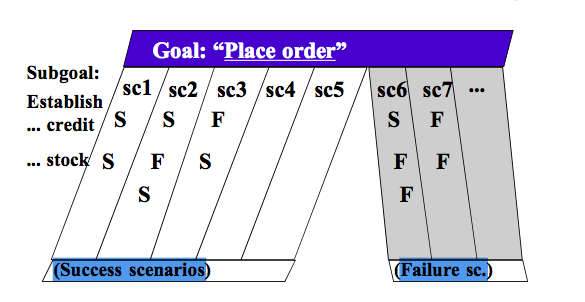 Goal: “Place order”
Subgoal:
sc1 sc2 sc3 sc4 sc5 sc6 sc7 ...
Establish
... credit S S F S F
... stock S F S F F
S F
(Success scenarios) (Failure sc.)